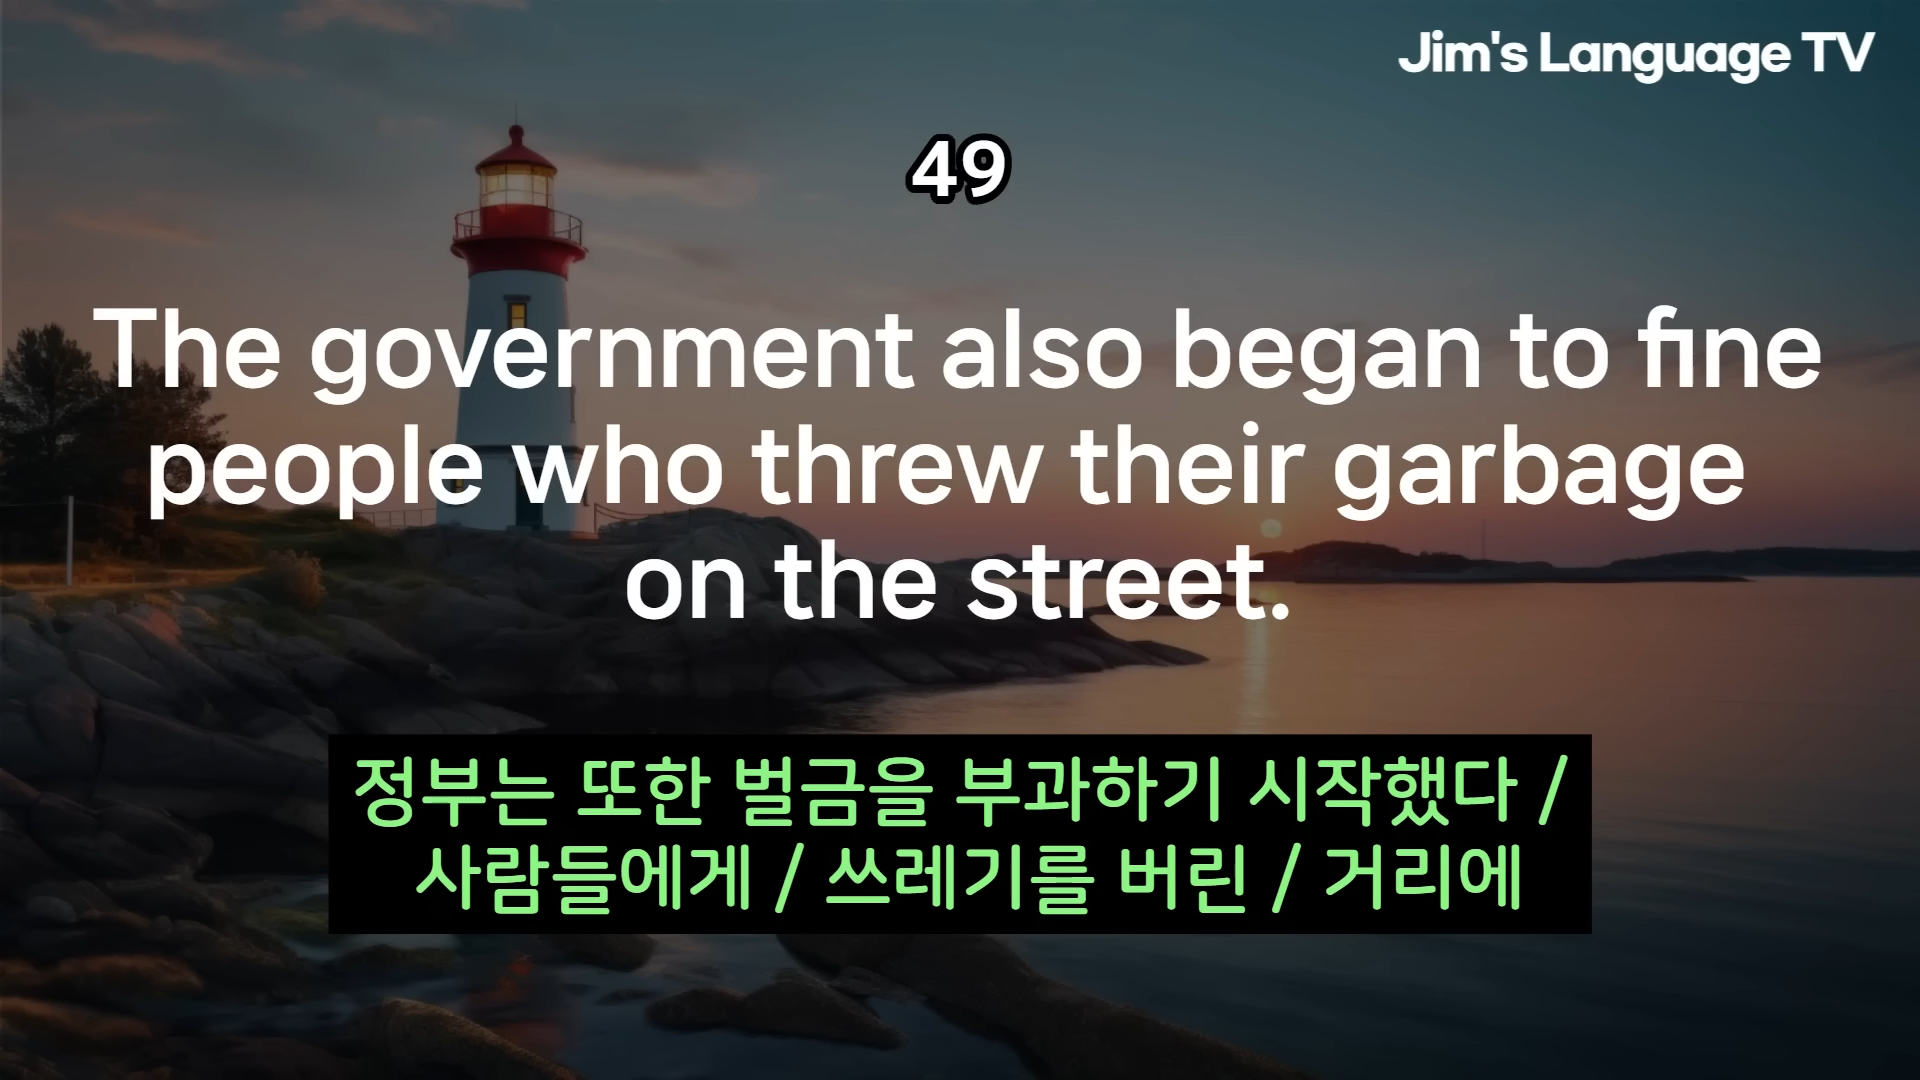 Jim's Language TV
49
The government also began to fine
people who threw their garbage
on the street.
정부는 또한 벌금을 부과하기 시작했다 /
사람들에게 / 쓰레기를 버린 / 거리에